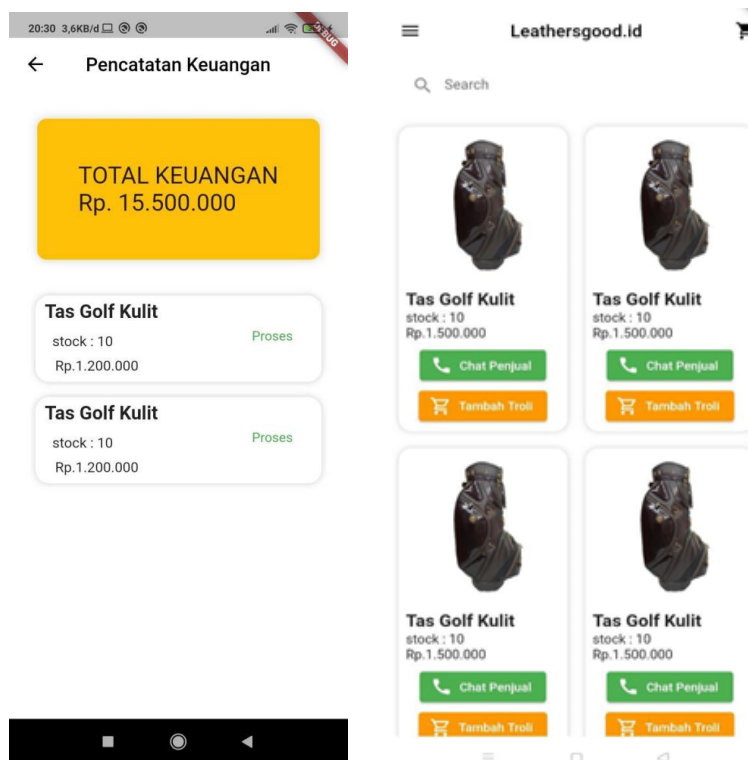 20:30 3,6KB/d
DEBUG
Pencatatan Keuangan
TOTAL KEUANGAN
Rp. 15.500.000
Tas Golf Kulit
stock : 10
Proses
Rp.1.200.000
Tas Golf Kulit
stock : 10
Proses
Rp.1.200.000
Leathersgood.id
Search
Tas Golf Kulit
stock : 10
Rp.1.500.000
Chat Penjual
Tambah Troli
Tas Golf Kulit
stock : 10
Rp.1.500.000
Chat Penjual
Tambah Troli
Tas Golf Kulit
stock : 10
Rp.1.500.000
Chat Penjual
Tambah Troli
Tas Golf Kulit
stock : 10
Rp.1.500.000
Chat Penjual
Tambah Troli